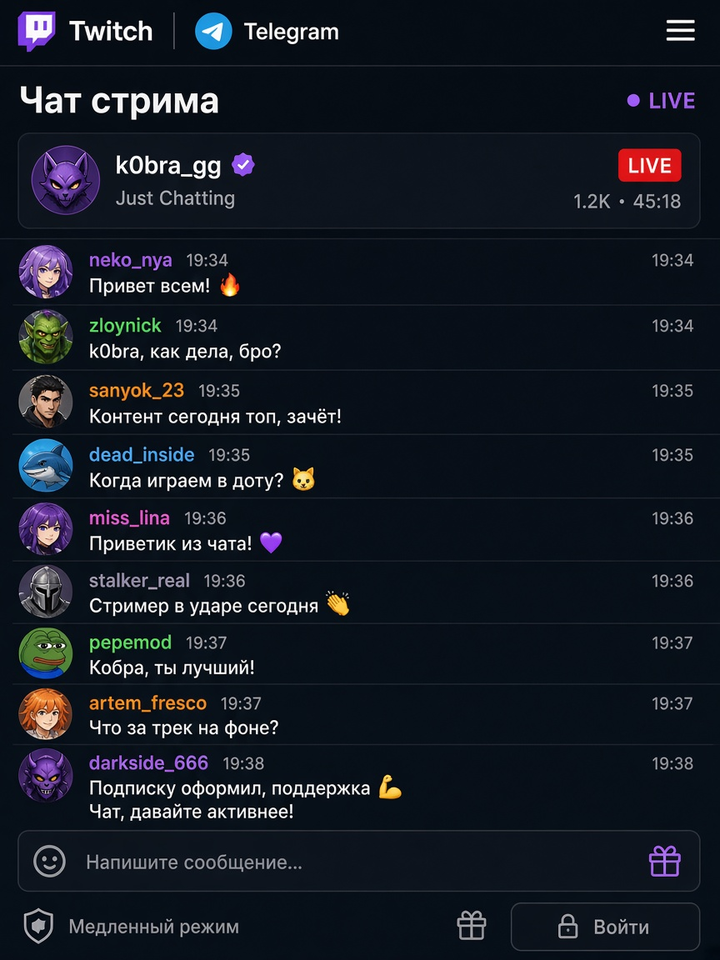 Twitch | Telegram
Чат стрима
LIVE
k0bra_gg
LIVE
Just Chatting
1.2K • 45:18
neko_nya 19:34 19:34
Привет всем! 🔥
zloynick 19:34 19:34
k0bra, как дела, бро?
sanyok_23 19:35 19:35
Контент сегодня топ, зачёт!
dead_inside 19:35 19:35
Когда играем в доту? 🐱
miss_lina 19:36 19:36
Приветик из чата! 💜
stalker_real 19:36 19:36
Стример в ударе сегодня 👏
pepemod 19:37 19:37
Кобра, ты лучший!
artem_fresco 19:37 19:37
Что за трек на фоне?
darkside_666 19:38 19:38
Подписку оформил, поддержка 💪
Чат, давайте активнее!
Напишите сообщение...
Медленный режим
Войти